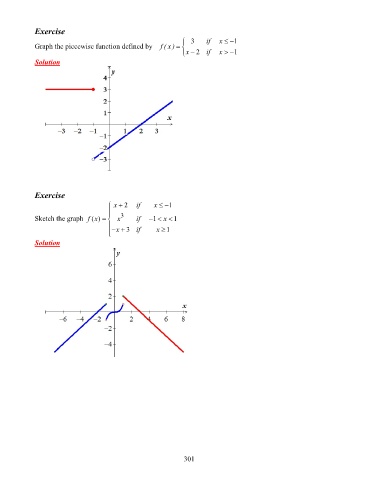 Exercise
Graph the piecewise function defined by f(x) = { 3 if x ≤ −1
x − 2 if x > −1
Solution
y
4
3
2
1
x
−3 −2 −1 1 2 3
−1
−2
−3
Exercise
x + 2 if x ≤ −1
Sketch the graph f(x) = { x³ if −1 < x < 1
−x + 3 if x ≥ 1
Solution
y
6
4
2
x
−6 −4 −2 2 4 6 8
−2
−4
301